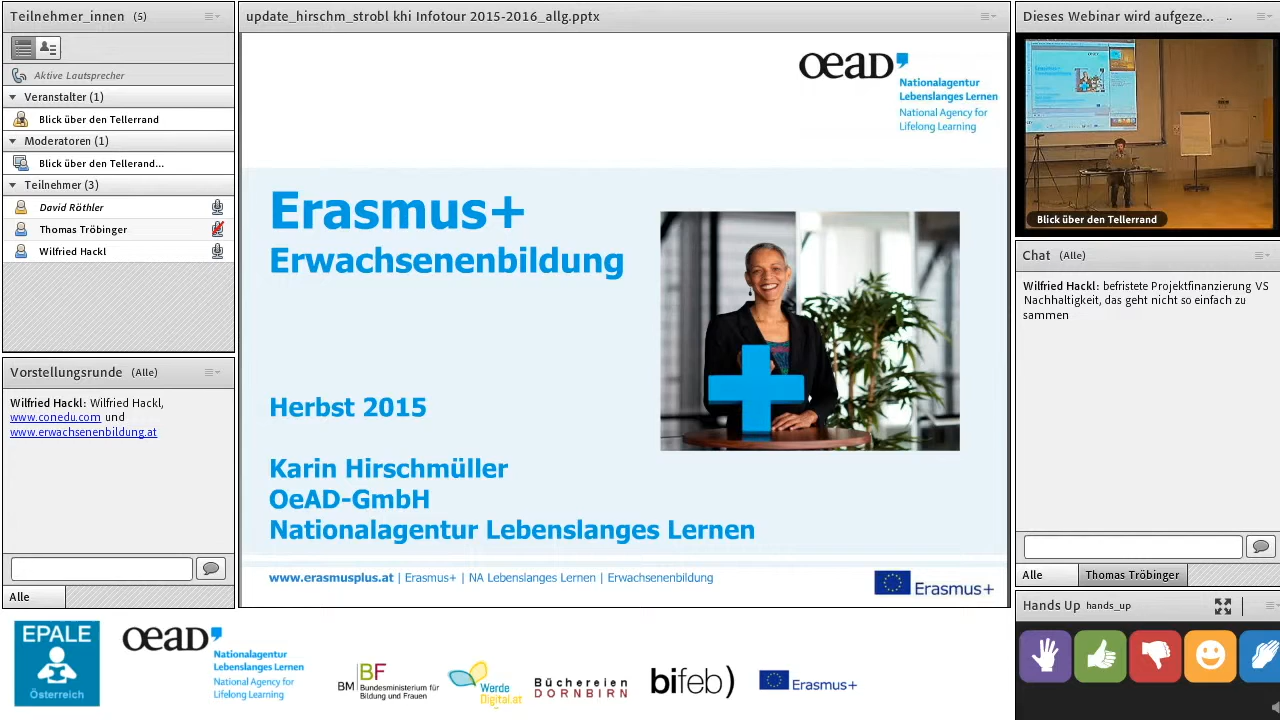 Teilnehmer_innen (5)
Aktive Lautsprecher
Veranstalter (1)
Blick über den Tellerrand
Moderatoren (1)
Blick über den Tellerand...
Teilnehmer (3)
David Röthler
Thomas Tröbinger
Wilfried Hackl
Vorstellungsrunde (Alle)
Wilfried Hackl: Wilfried Hackl,
www.conedu.com und
www.erwachsenenbildung.at
Alle
update_hirschm_strobl khi Infotour 2015-2016_allg.pptx
OeAD
Nationalagentur
Lebenslanges Lernen
National Agency for
Lifelong Learning
Erasmus+
Erwachsenenbildung
Herbst 2015
Karin Hirschmüller
OeAD-GmbH
Nationalagentur Lebenslanges Lernen
www.erasmusplus.at | Erasmus+ | NA Lebenslanges Lernen | Erwachsenenbildung
Erasmus+
Dieses Webinar wird aufgeze... ..
Blick über den Tellerrand
Chat (Alle)
Wilfried Hackl: befristete Projektfinanzierung VS
Nachhaltigkeit, das geht nicht so einfach zu
sammen
Alle
Thomas Tröbinger
Hands Up hands_up
EPALE
Österreich
OeAD
Nationalagentur
Lebenslanges Lernen
National Agency for
Lifelong Learning
BM BF
Bundesministerium für
Bildung und Frauen
Werde
Digital.at
Büchereien
DORNBIRN
bifeb)
Erasmus+